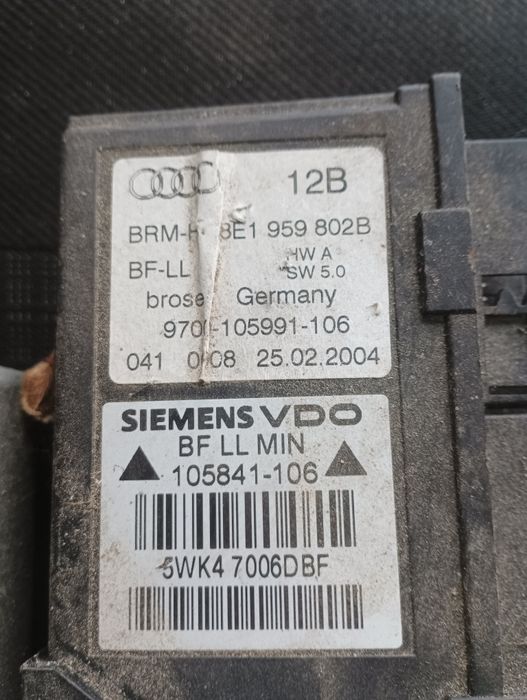 12B
8E1 959 802B
BF-LL HW A
SW 5.0
brose Germany
105991-106
041 25.02.2004
SIEMENS VDO
BF LL MIN
105841-106
5WK4 7006DBF